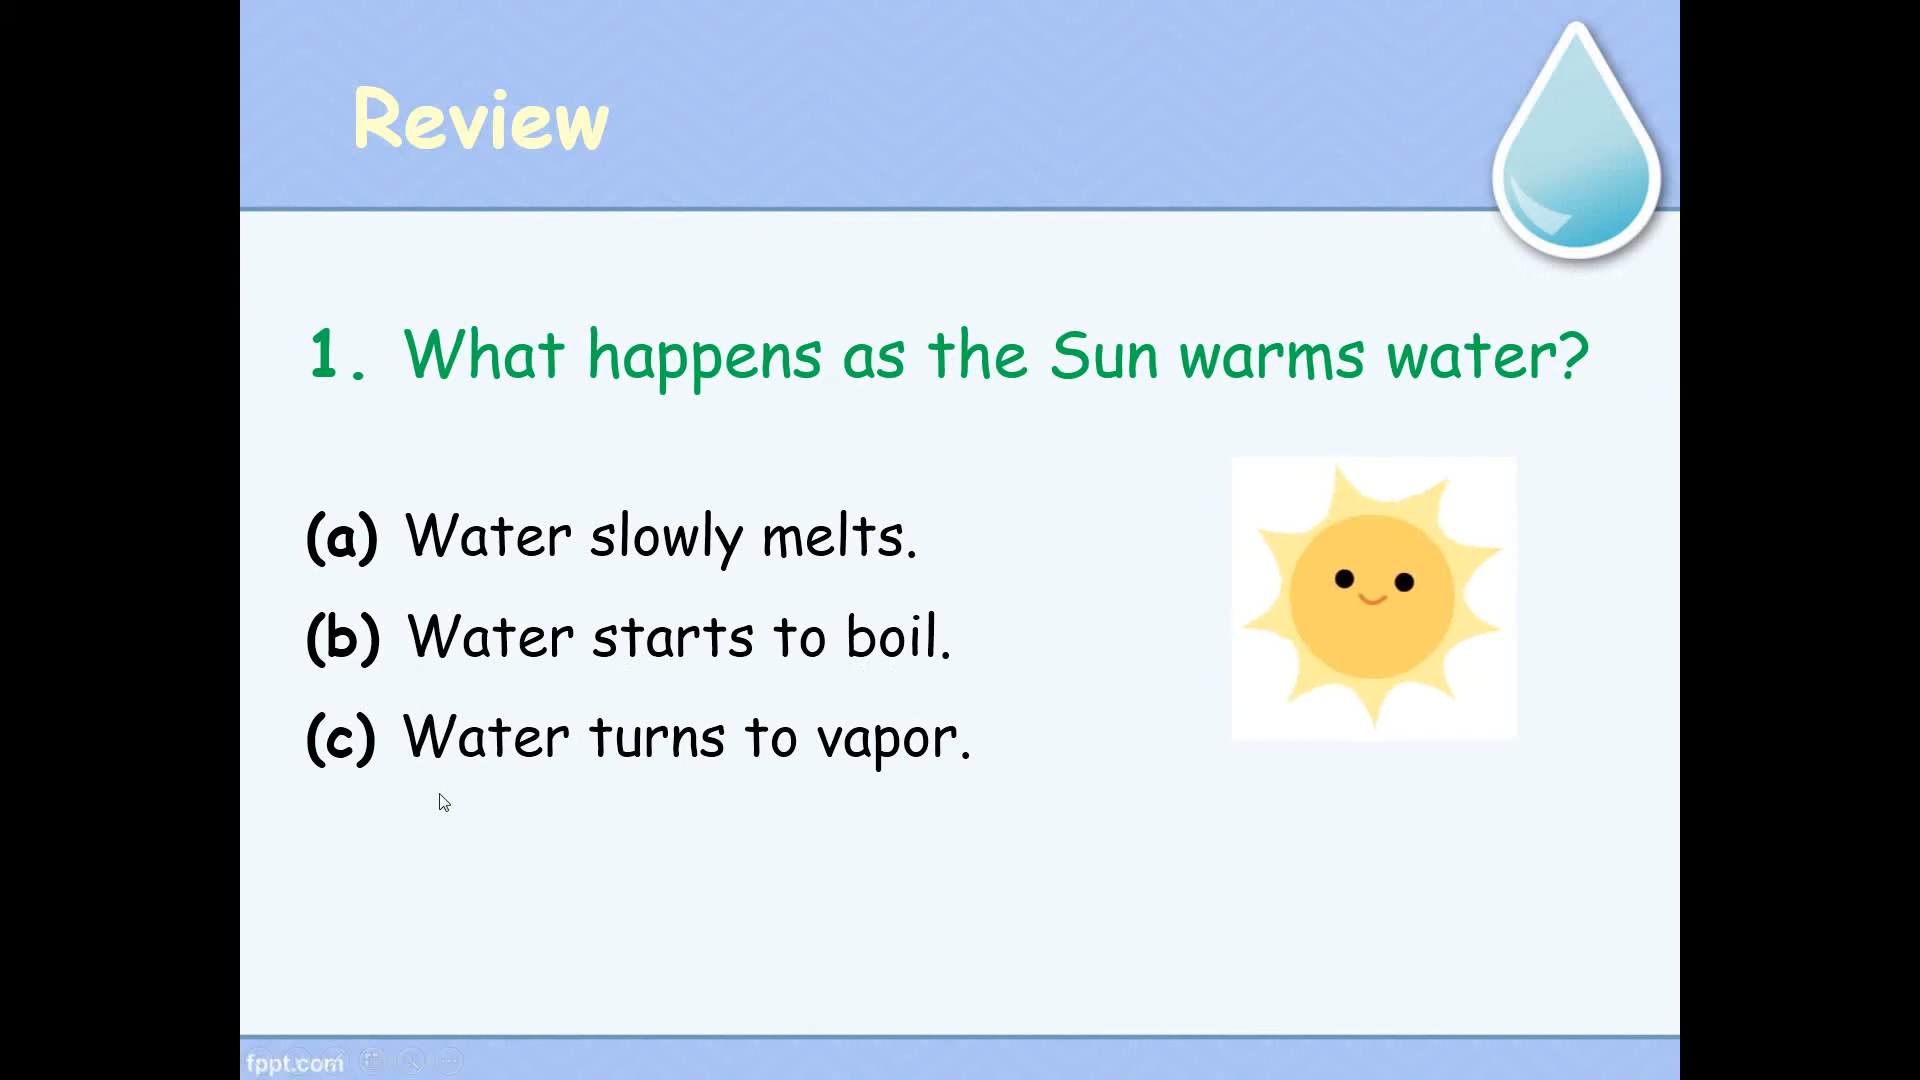 Review
1. What happens as the Sun warms water?
(a) Water slowly melts.
(b) Water starts to boil.
(c) Water turns to vapor.
fppt.com